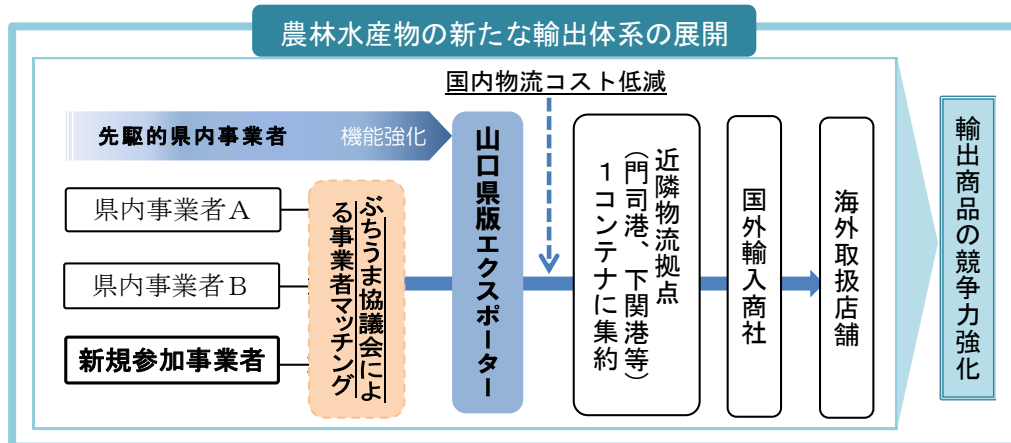 農林水産物の新たな輸出体系の展開
国内物流コスト低減
先駆的県内事業者 機能強化
県内事業者A
県内事業者B
新規参加事業者
ぶちうま協議会によ
る事業者マッチング
山口県版エクスポーター
近隣物流拠点
(門司港、下関港等)
1コンテナに集約
国外輸入商社
海外取扱店舗
輸出商品の競争力強化